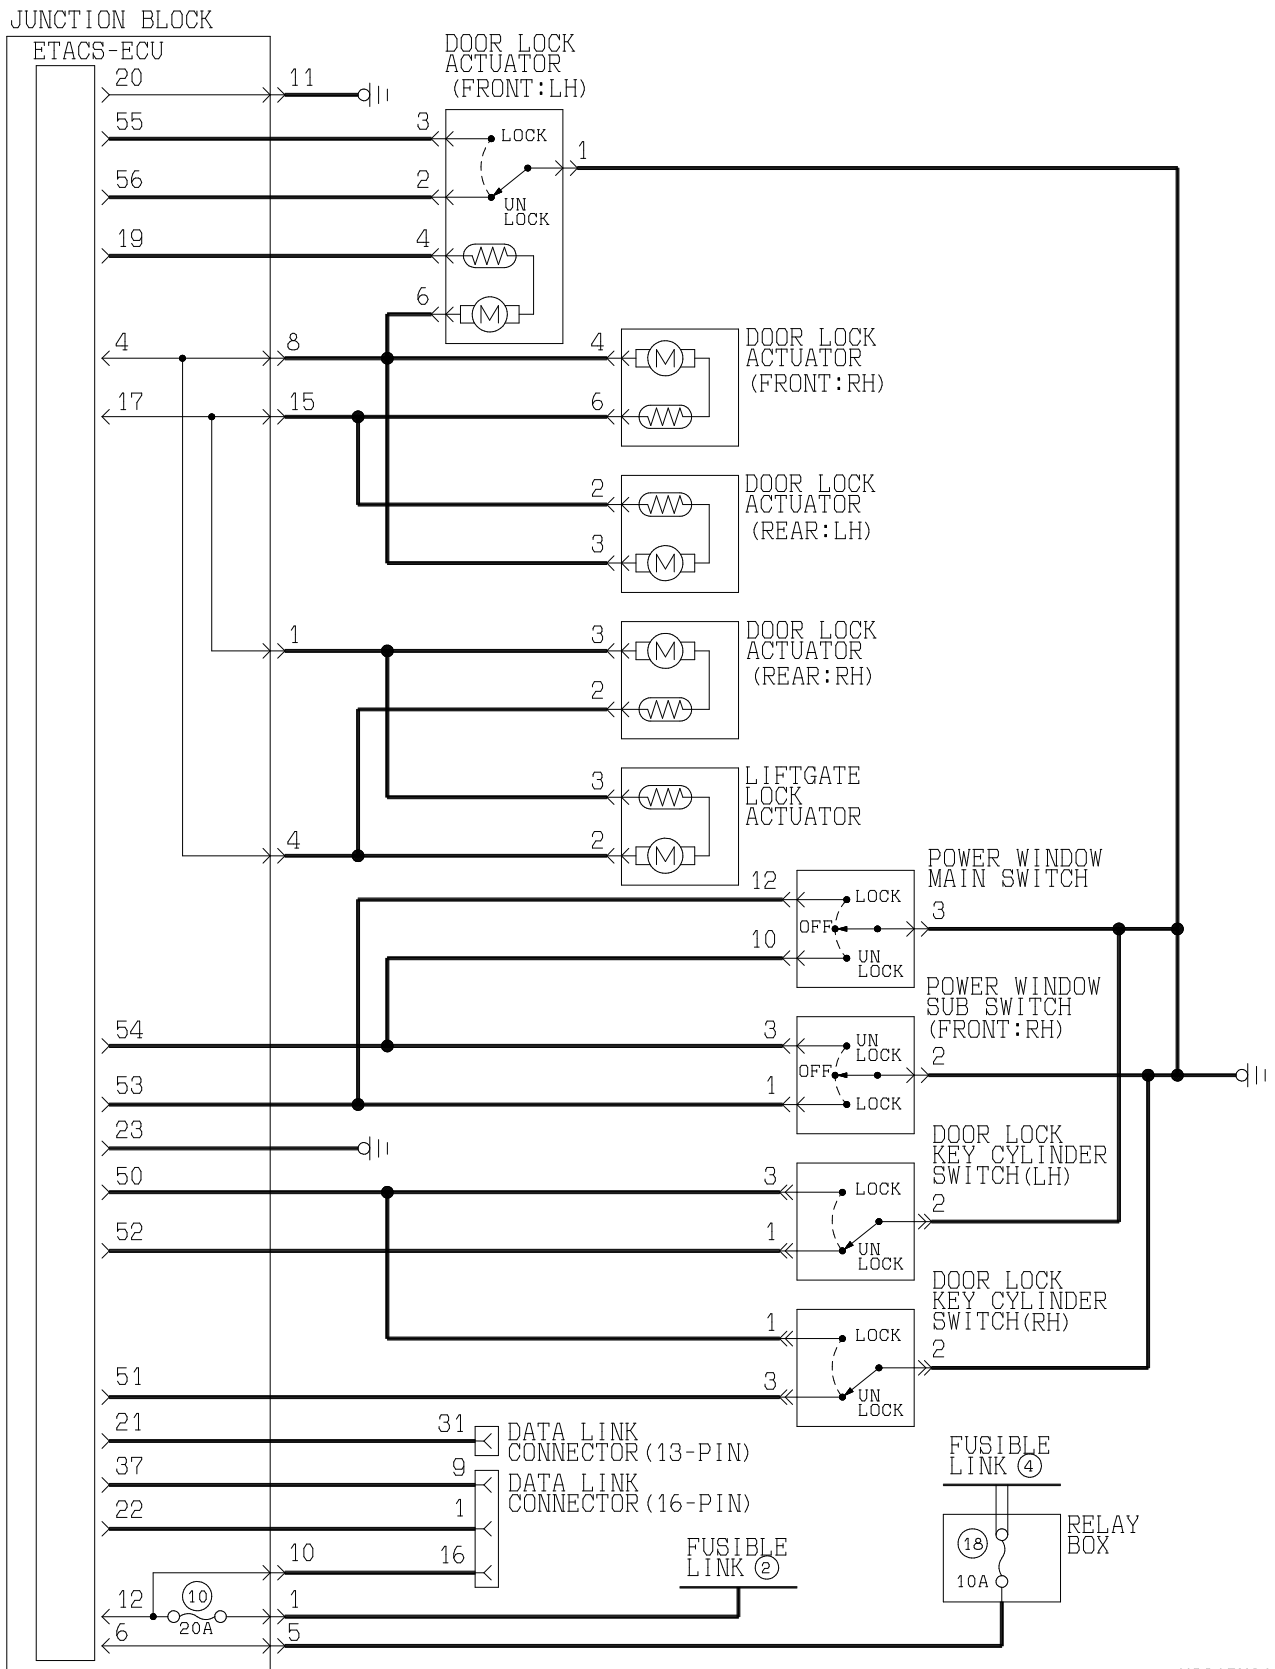 JUNCTION BLOCK
ETACS-ECU
20
11
DOOR LOCK
ACTUATOR
(FRONT:LH)
55
3
LOCK
1
56
2
UN
LOCK
19
4
6
4
8
4
DOOR LOCK
ACTUATOR
(FRONT:RH)
M
M
17
15
6
2
DOOR LOCK
ACTUATOR
(REAR:LH)
3
M
1
3
DOOR LOCK
ACTUATOR
(REAR:RH)
M
2
3
LIFTGATE
LOCK
ACTUATOR
4
2
M
POWER WINDOW
MAIN SWITCH
12
LOCK
OFF
3
10
UN
LOCK
POWER WINDOW
SUB SWITCH
(FRONT:RH)
54
3
UN
LOCK
OFF
2
53
1
LOCK
23
DOOR LOCK
KEY CYLINDER
SWITCH(LH)
50
3
LOCK
2
52
1
UN
LOCK
DOOR LOCK
KEY CYLINDER
SWITCH(RH)
1
LOCK
2
51
3
UN
LOCK
21
31
DATA LINK
CONNECTOR(13-PIN)
37
9
DATA LINK
CONNECTOR(16-PIN)
22
1
10
16
FUSIBLE
LINK 4
RELAY
BOX
18
10A
FUSIBLE
LINK 2
12
10
20A
1
6
5